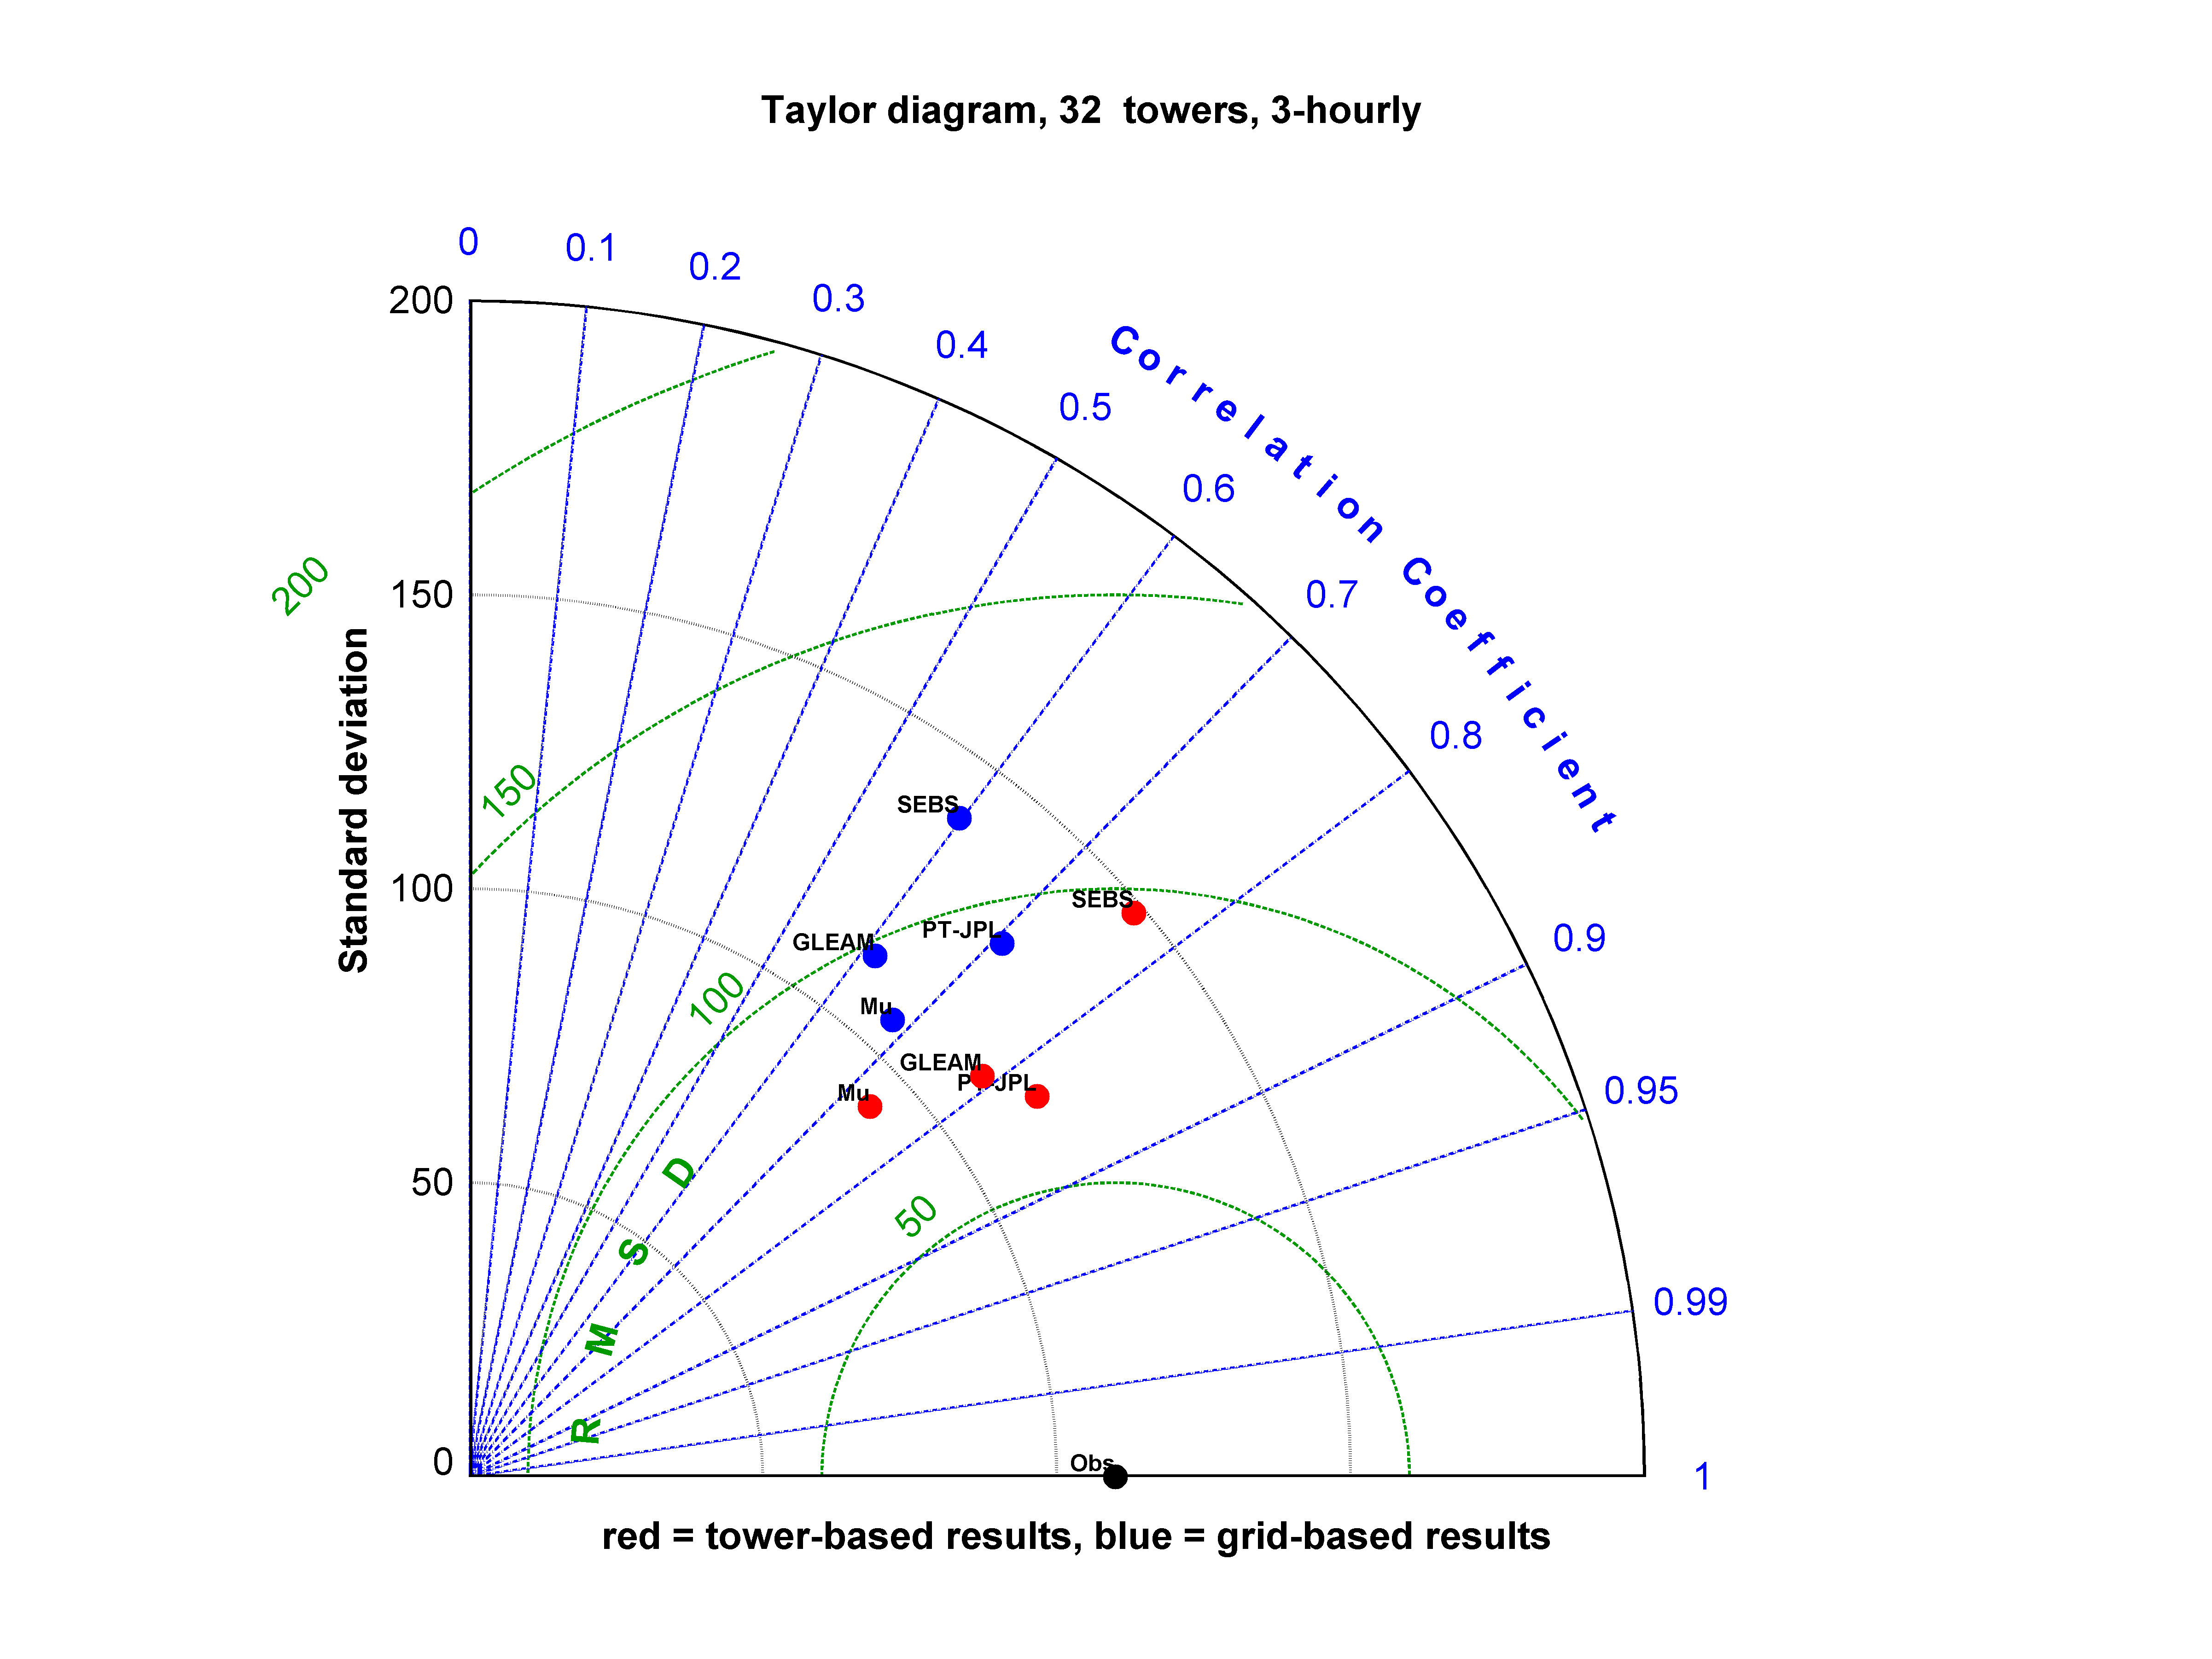 Taylor diagram, 32 towers, 3-hourly
0
0.1
0.2
0.3
0.4
0.5
0.6
0.7
0.8
0.9
0.95
0.99
1
Correlation Coefficient
200
150
100
50
0
Standard deviation
200
150
100
50
RMSD
SEBS
SEBS
PT-JPL
GLEAM
Mu
GLEAM
PT-JPL
Mu
Obs
red = tower-based results, blue = grid-based results